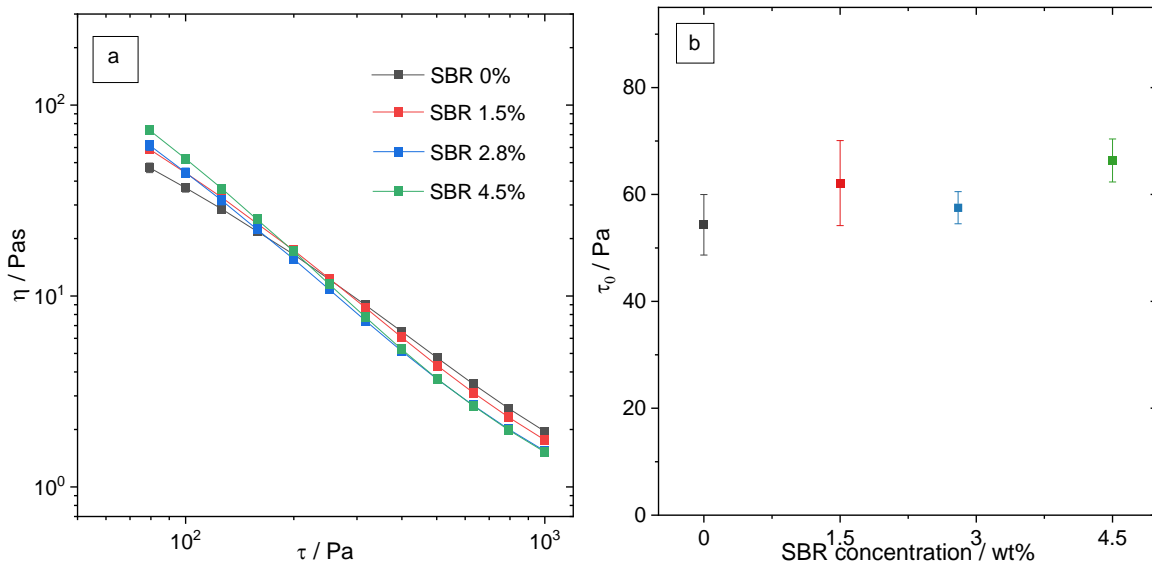 a
SBR 0%
SBR 1.5%
SBR 2.8%
SBR 4.5%
10²
10¹
10⁰
η / Pas
10²
10³
τ / Pa
b
80
60
40
20
0
τ₀ / Pa
0
1.5
3
4.5
SBR concentration / wt%